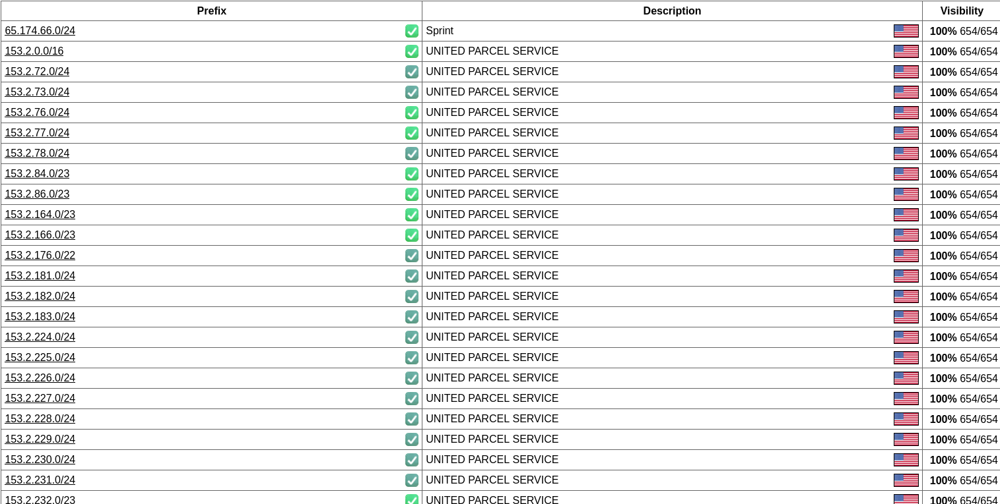 Prefix Description Visibility
65.174.66.0/24 Sprint 100% 654/654
153.2.0.0/16 UNITED PARCEL SERVICE 100% 654/654
153.2.72.0/24 UNITED PARCEL SERVICE 100% 654/654
153.2.73.0/24 UNITED PARCEL SERVICE 100% 654/654
153.2.76.0/24 UNITED PARCEL SERVICE 100% 654/654
153.2.77.0/24 UNITED PARCEL SERVICE 100% 654/654
153.2.78.0/24 UNITED PARCEL SERVICE 100% 654/654
153.2.84.0/23 UNITED PARCEL SERVICE 100% 654/654
153.2.86.0/23 UNITED PARCEL SERVICE 100% 654/654
153.2.164.0/23 UNITED PARCEL SERVICE 100% 654/654
153.2.166.0/23 UNITED PARCEL SERVICE 100% 654/654
153.2.176.0/22 UNITED PARCEL SERVICE 100% 654/654
153.2.181.0/24 UNITED PARCEL SERVICE 100% 654/654
153.2.182.0/24 UNITED PARCEL SERVICE 100% 654/654
153.2.183.0/24 UNITED PARCEL SERVICE 100% 654/654
153.2.224.0/24 UNITED PARCEL SERVICE 100% 654/654
153.2.225.0/24 UNITED PARCEL SERVICE 100% 654/654
153.2.226.0/24 UNITED PARCEL SERVICE 100% 654/654
153.2.227.0/24 UNITED PARCEL SERVICE 100% 654/654
153.2.228.0/24 UNITED PARCEL SERVICE 100% 654/654
153.2.229.0/24 UNITED PARCEL SERVICE 100% 654/654
153.2.230.0/24 UNITED PARCEL SERVICE 100% 654/654
153.2.231.0/24 UNITED PARCEL SERVICE 100% 654/654
153.2.232.0/23 UNITED PARCEL SERVICE 100% 654/654